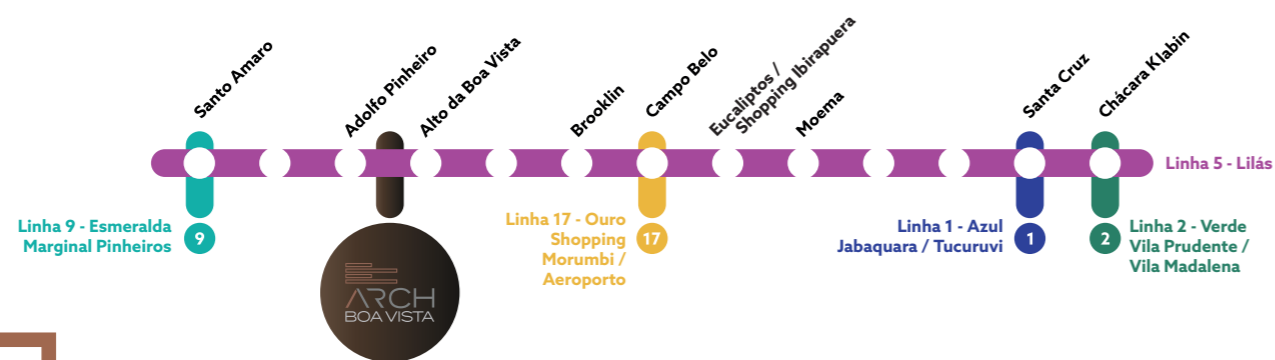 Santo Amaro
Adolfo Pinheiro
Alto da Boa Vista
Brooklin
Campo Belo
Eucaliptos /
Shopping Ibirapuera
Moema
Santa Cruz
Chácara Klabin
Linha 5 - Lilás
Linha 9 - Esmeralda
Marginal Pinheiros
9
ARCH
BOA VISTA
Linha 17 - Ouro
Shopping
Morumbi /
Aeroporto
17
Linha 1 - Azul
Jabaquara / Tucuruvi
1
2
Linha 2 - Verde
Vila Prudente /
Vila Madalena